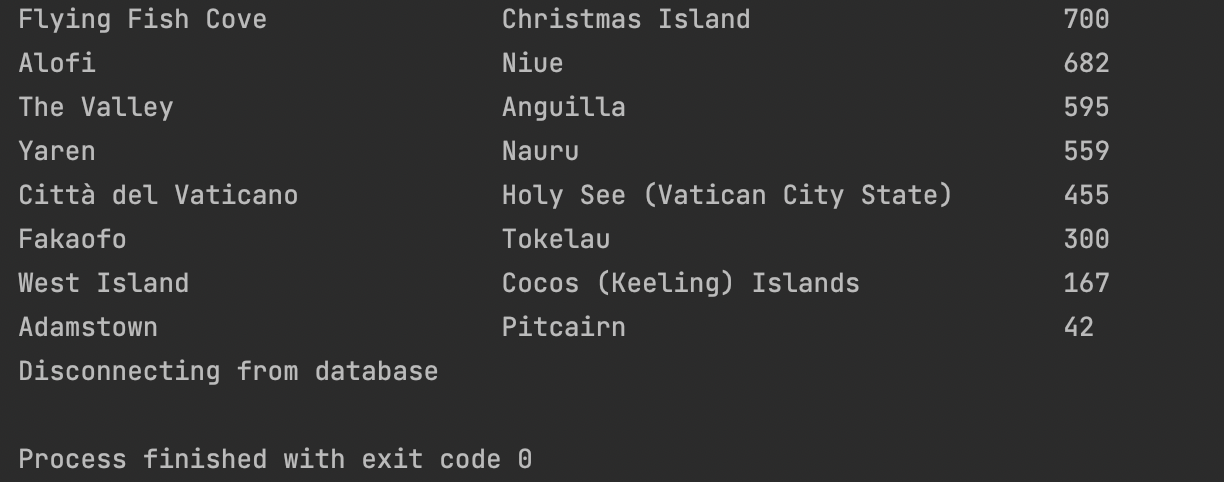 Flying Fish Cove Christmas Island 700
Alofi Niue 682
The Valley Anguilla 595
Yaren Nauru 559
Città del Vaticano Holy See (Vatican City State) 455
Fakaofo Tokelau 300
West Island Cocos (Keeling) Islands 167
Adamstown Pitcairn 42
Disconnecting from database
Process finished with exit code 0